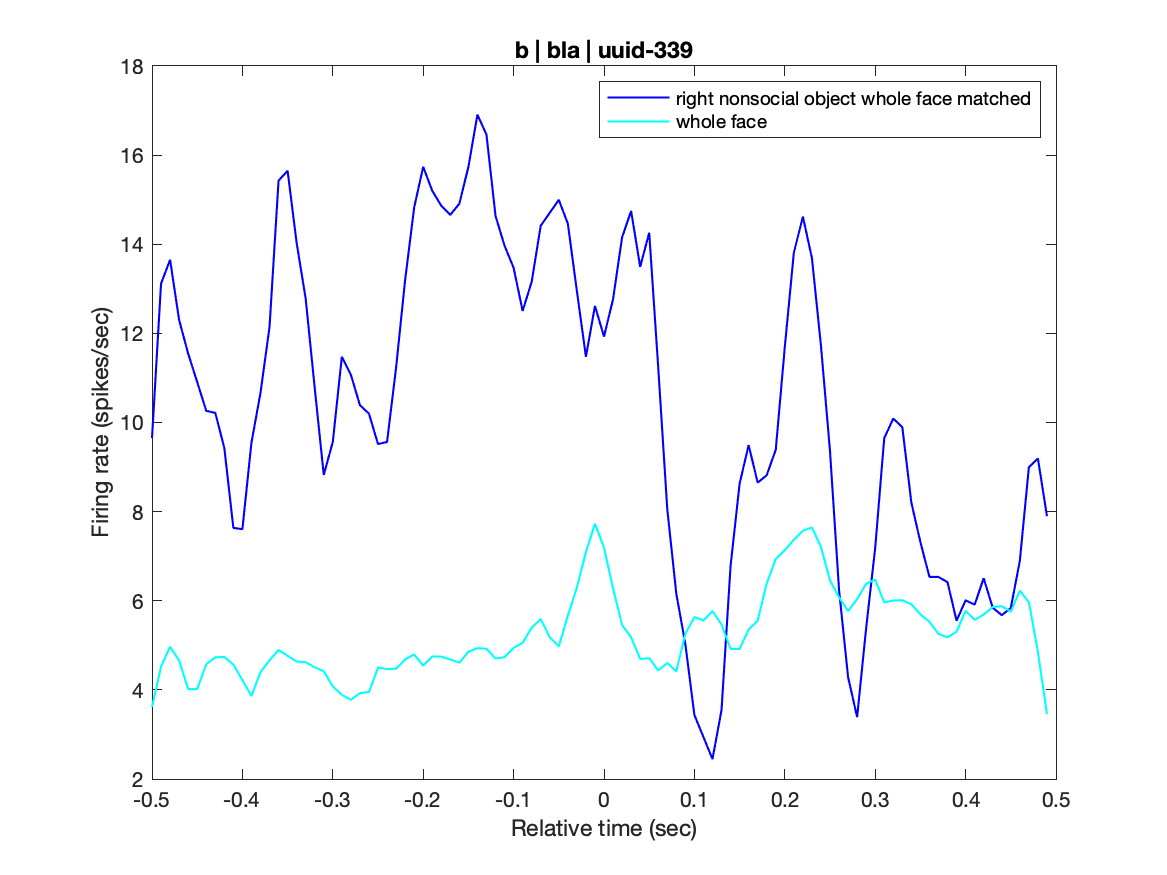 b | bla | uuid-339
right nonsocial object whole face matched
whole face
Firing rate (spikes/sec)
18
16
14
12
10
8
6
4
2
-0.5 -0.4 -0.3 -0.2 -0.1 0 0.1 0.2 0.3 0.4 0.5
Relative time (sec)